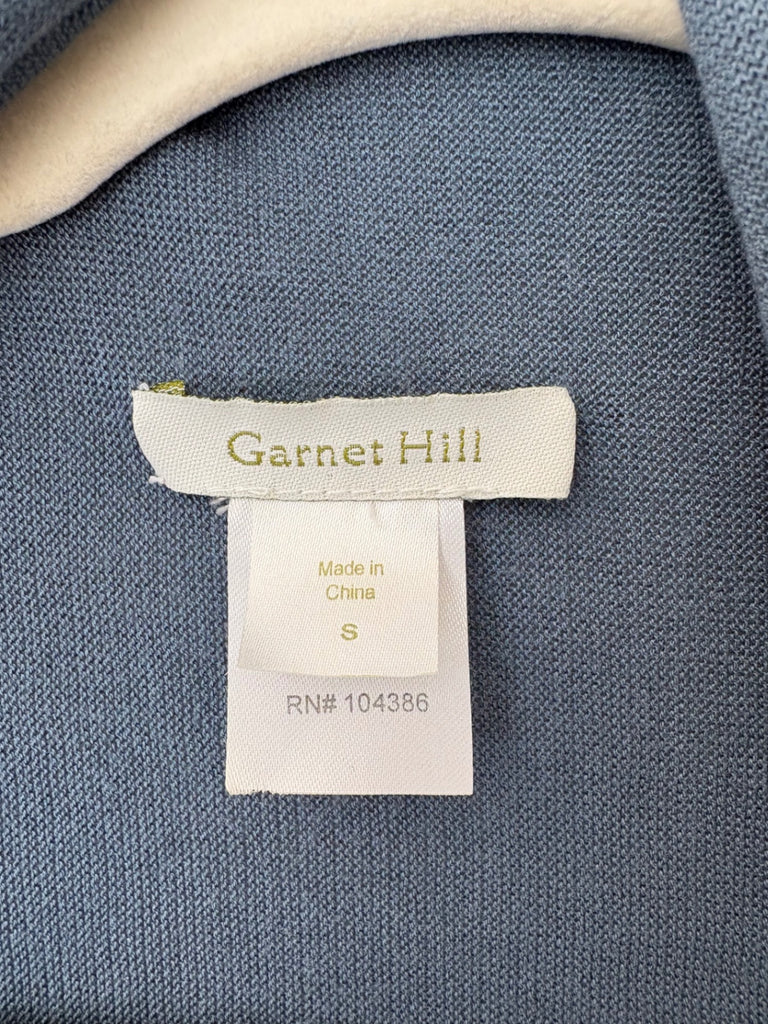 Garnet Hill
Made in
China
S
RN# 104386